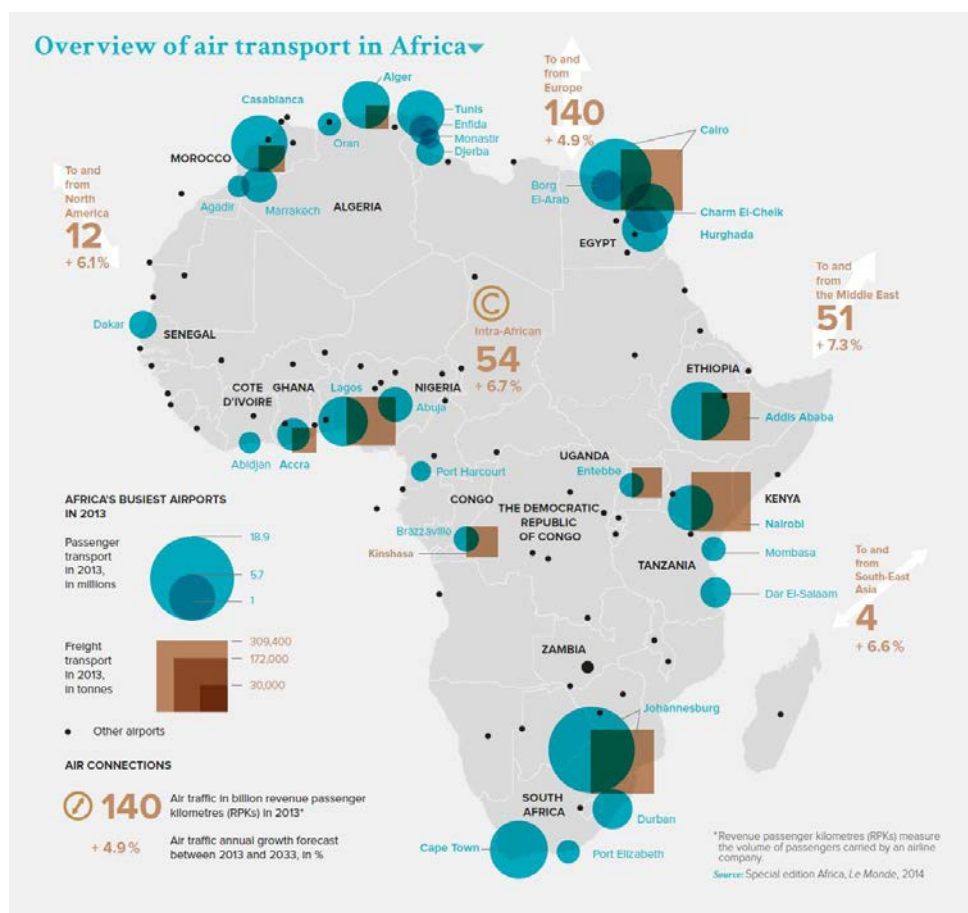 Overview of air transport in Africa
To and
from
Europe
140
+ 4.9 %
Alger
Casablanca
Tunis
Enfida
Monastir
Djerba
Oran
Cairo
MOROCCO
To and
from
North
America
12
+ 6.1 %
Agadir
Marrakech
ALGERIA
Borg
El-Arab
Charm El-Cheik
Hurghada
EGYPT
To and
from
the Middle East
51
+ 7.3 %
Dakar
SENEGAL
©
Intra-African
54
+ 6.7 %
ETHIOPIA
COTE
D'IVOIRE
GHANA
Lagos
NIGERIA
Abuja
Addis Ababa
Abidjan
Accra
Port Harcourt
UGANDA
Entebbe
KENYA
Nairobi
CONGO
THE DEMOCRATIC
REPUBLIC
OF CONGO
Brazzaville
Kinshasa
Mombasa
TANZANIA
Dar El-Salaam
To and
from
South-East
Asia
4
+ 6.6 %
AFRICA'S BUSIEST AIRPORTS
IN 2013
Passenger
transport
in 2013,
in millions
18.9
5.7
1
Freight
transport
in 2013,
in tonnes
309,400
172,000
30,000
Other airports
ZAMBIA
Johannesburg
SOUTH
AFRICA
Durban
Cape Town
Port Elizabeth
AIR CONNECTIONS
140 Air traffic in billion revenue passenger
kilometres (RPKs) in 2013*
+ 4.9 % Air traffic annual growth forecast
between 2013 and 2033, in %
*Revenue passenger kilometres (RPKs) measure
the volume of passengers carried by an airline
company.
Source: Special edition Africa, Le Monde, 2014